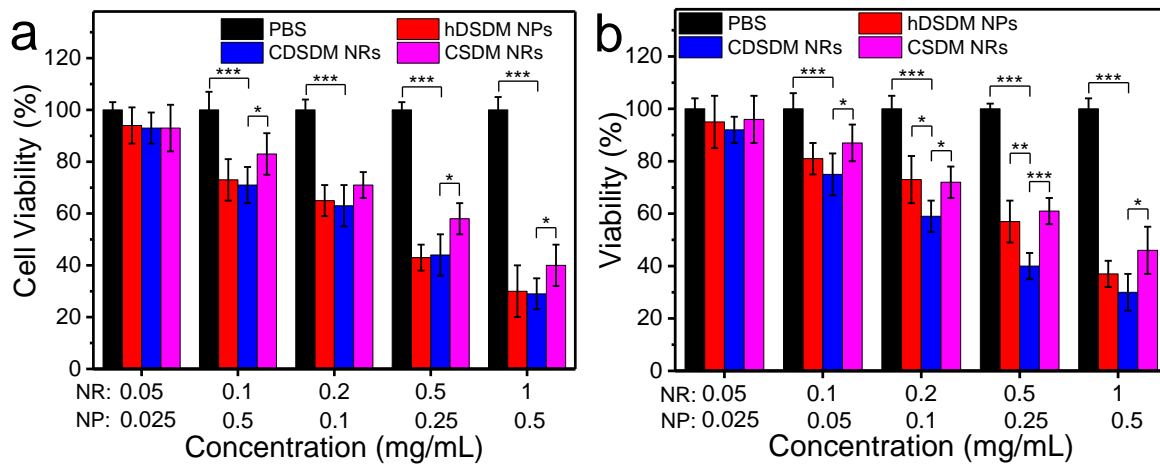 a
PBS
hDSDM NPs
CDSDM NRs
CSDM NRs
Cell Viability (%)
120
100
80
60
40
20
0
***
*
***
***
*
***
*
NR: 0.05 0.1 0.2 0.5 1
NP: 0.025 0.5 0.1 0.25 0.5
Concentration (mg/mL)
b
PBS
hDSDM NPs
CDSDM NRs
CSDM NRs
Viability (%)
120
100
80
60
40
20
0
***
*
***
*
*
***
**
***
***
*
NR: 0.05 0.1 0.2 0.5 1
NP: 0.025 0.05 0.1 0.25 0.5
Concentration (mg/mL)